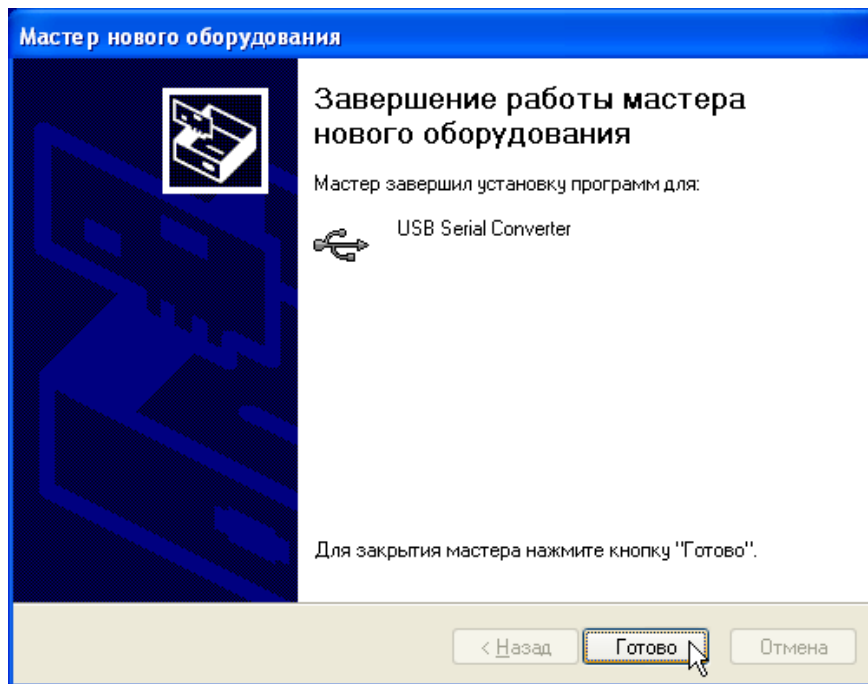 Мастер нового оборудования
Завершение работы мастера
нового оборудования
Мастер завершил установку программ для:
USB Serial Converter
Для закрытия мастера нажмите кнопку "Готово".
< Назад
Готово
Отмена